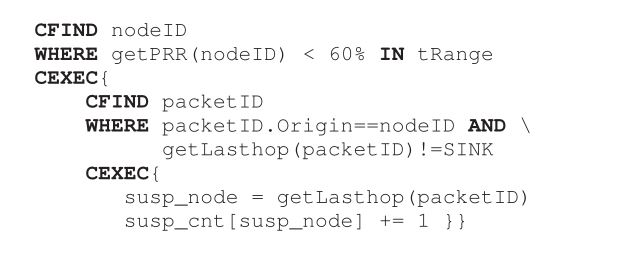 CFIND nodeID
WHERE getPRR(nodeID) < 60% IN tRange
CEXEC{
CFIND packetID
WHERE packetID.Origin==nodeID AND \
getLasthop(packetID)!=SINK
CEXEC{
susp_node = getLasthop(packetID)
susp_cnt[susp_node] += 1 }}